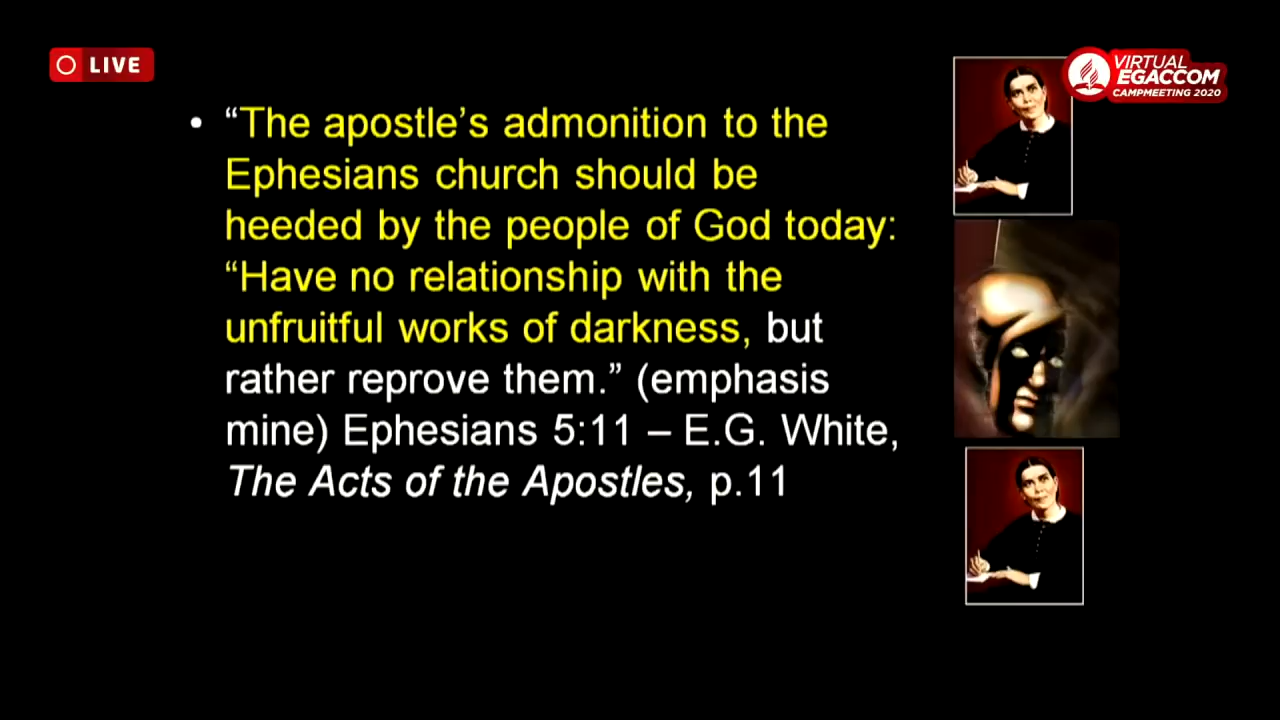 LIVE
VIRTUAL
EGACCOM
CAMPMEETING 2020
• “The apostle’s admonition to the
Ephesians church should be
heeded by the people of God today:
“Have no relationship with the
unfruitful works of darkness, but
rather reprove them.” (emphasis
mine) Ephesians 5:11 – E.G. White,
The Acts of the Apostles, p.11